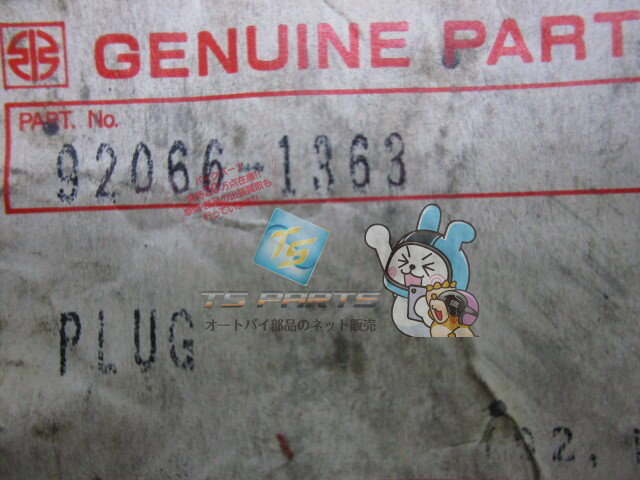 GENUINE PART
PART. No.
92066-1363
TS
TS PARTS
オートバイ部品のネット販売
PLUG